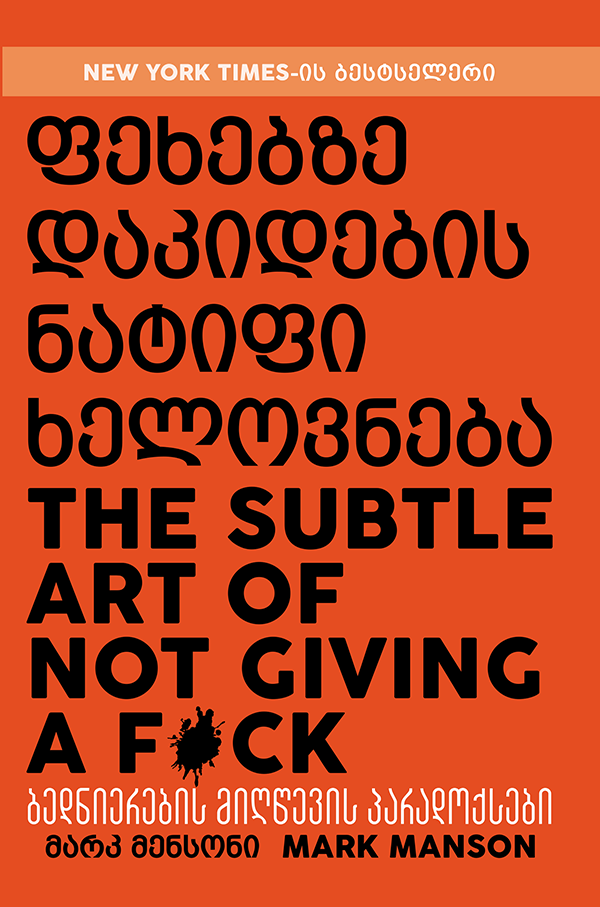 NEW YORK TIMES-ის ბესტსელერი
ფეხებზე
დაკიდების
ნატიფი
ხელოვნება
THE SUBTLE
ART OF
NOT GIVING
A F*CK
ბედნიერების მიღწევის პარადოქსები
მარკ მენსონი MARK MANSON